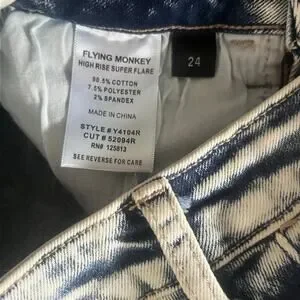 FLYING MONKEY
HIGH RISE SUPER FLARE
90.5% COTTON
7.5% POLYESTER
2% SPANDEX
MADE IN CHINA
STYLE # Y4104R
CUT # 52094R
RN# 125813
SEE REVERSE FOR CARE
24